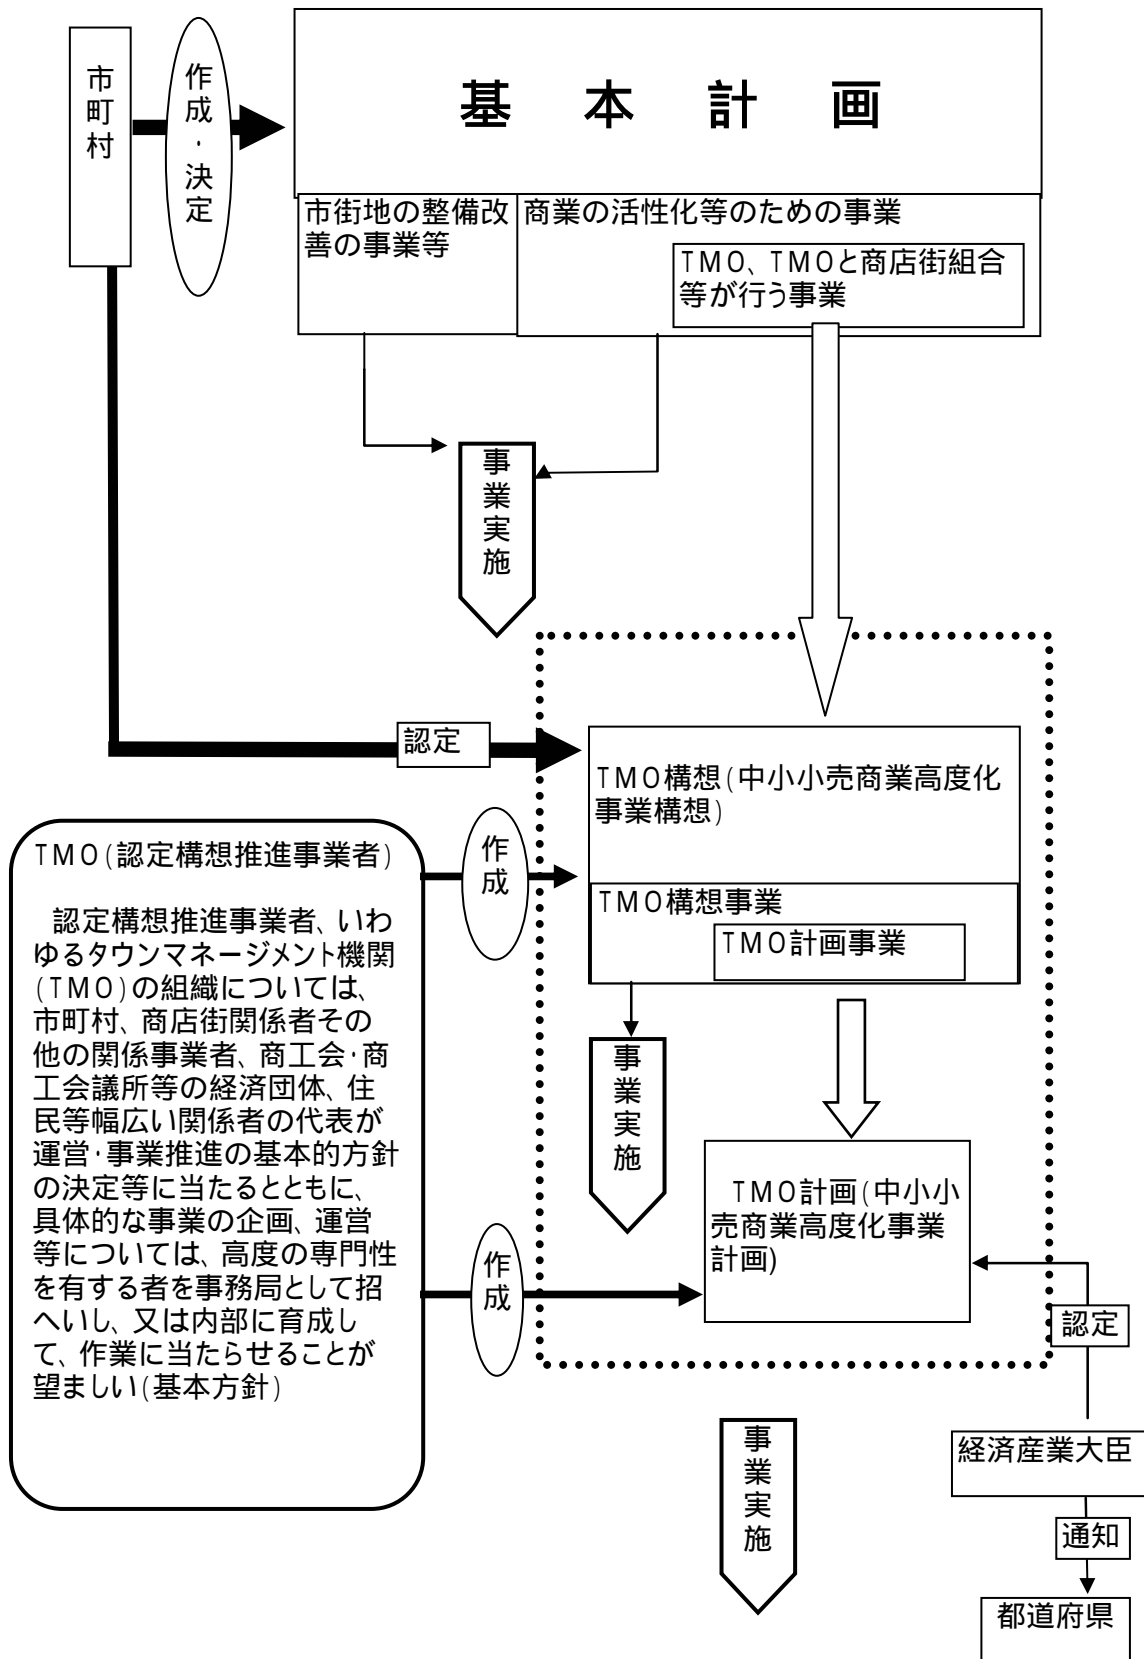 市町村
作成・決定
基本計画
市街地の整備改
善の事業等
商業の活性化等のための事業
TMO、TMOと商店街組合
等が行う事業
事業実施
認定
TMO構想(中小小売商業高度化
事業構想)
TMO構想事業
TMO計画事業
作成
TMO(認定構想推進事業者)
認定構想推進事業者、いわ
ゆるタウンマネージメント機関
(TMO)の組織については、
市町村、商店街関係者その
他の関係事業者、商工会・商
工会議所等の経済団体、住
民等幅広い関係者の代表が
運営・事業推進の基本的方針
の決定等に当たるとともに、
具体的な事業の企画、運営
等については、高度の専門性
を有する者を事務局として招
へいし、又は内部に育成し
て、作業に当たらせることが
望ましい(基本方針)
事業実施
作成
TMO計画(中小小
売商業高度化事業
計画)
認定
事業実施
経済産業大臣
通知
都道府県